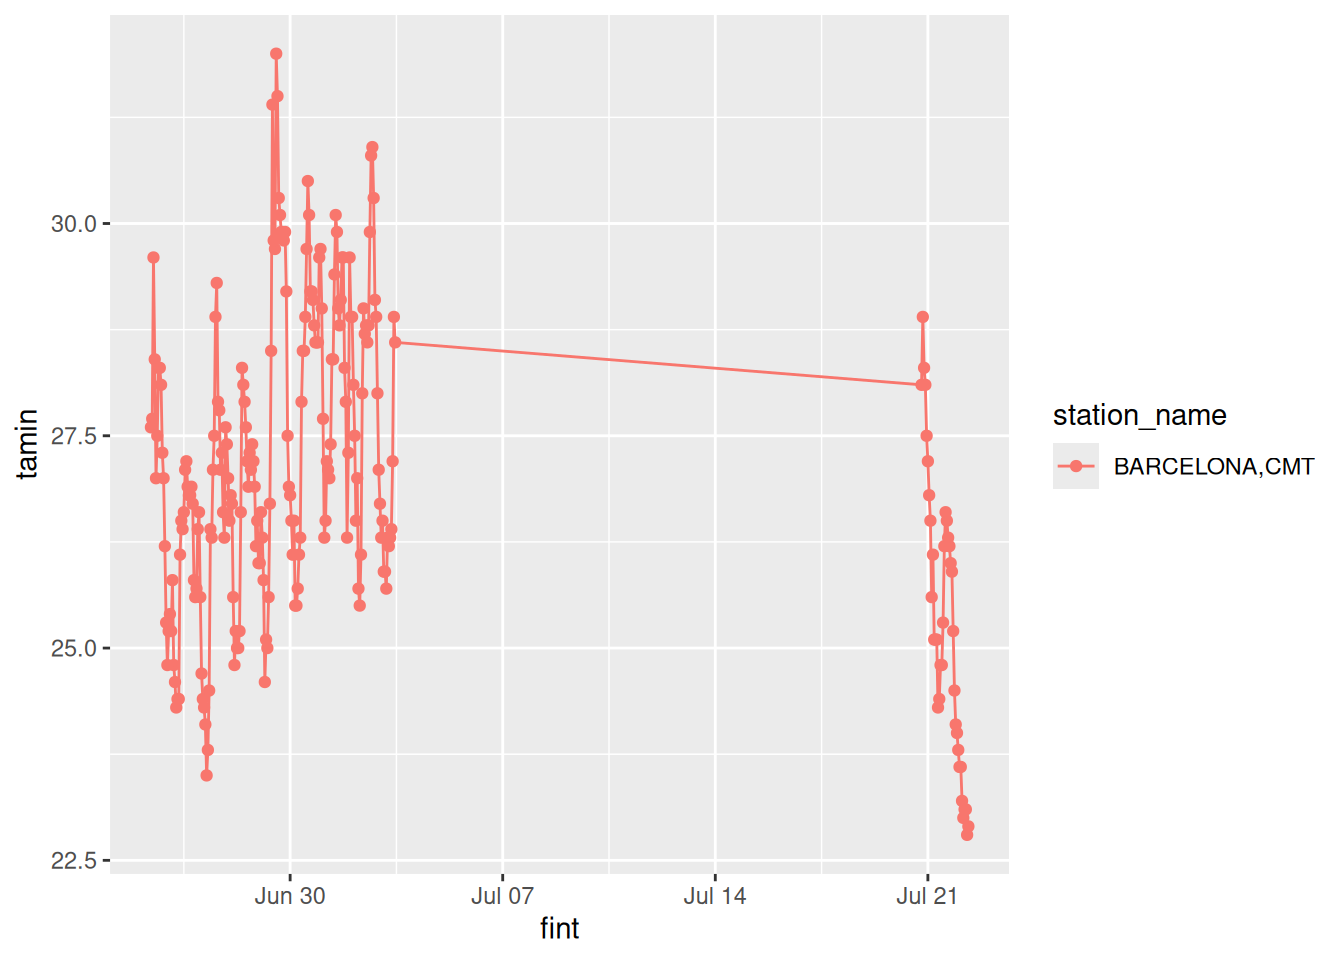 30.0
27.5
25.0
22.5
tamin
Jun 30
Jul 07
Jul 14
Jul 21
fint
station_name
BARCELONA,CMT